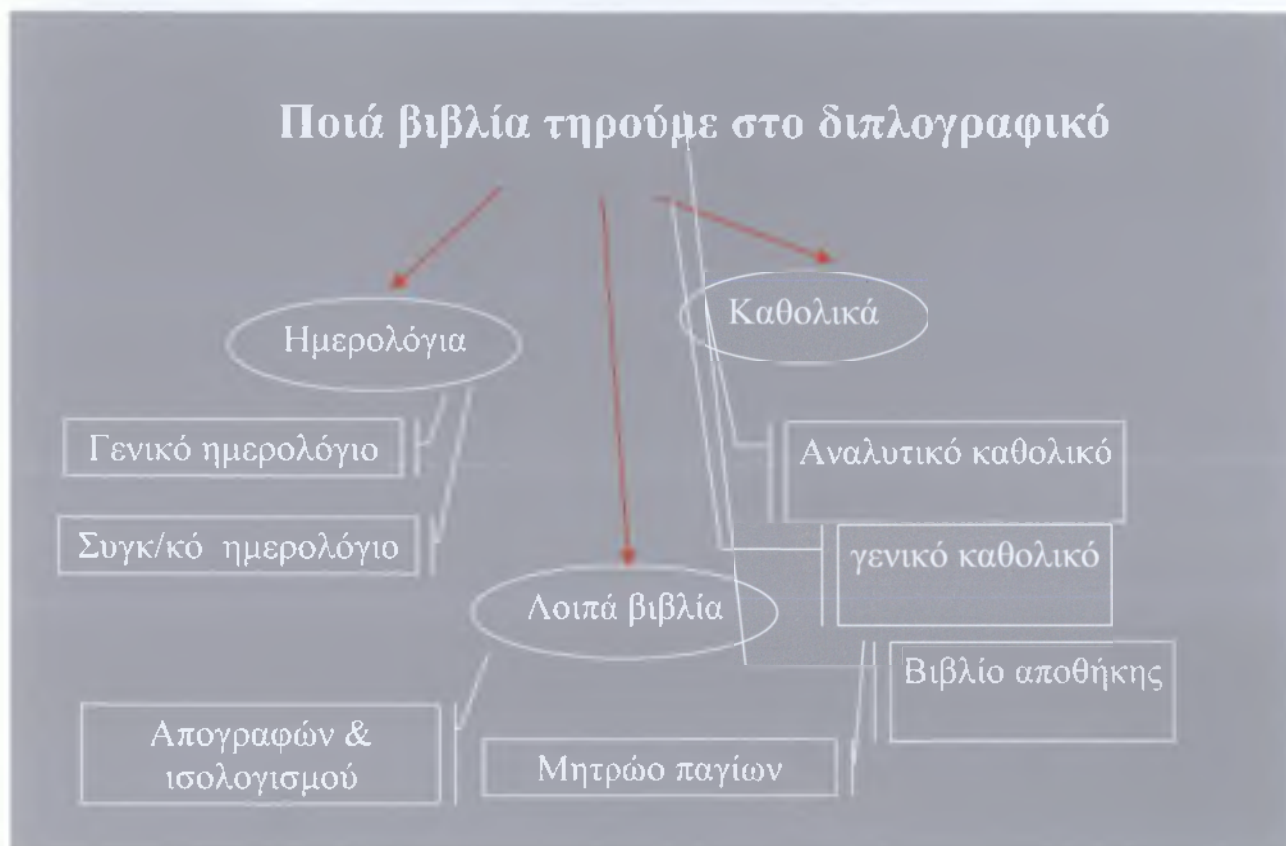 Ποιά βιβλία τηρούμε στο διπλογραφικό
Ημερολόγια
Καθολικά
Γενικό ημερολόγιο
Αναλυτικό καθολικό
Συγκ/κό ημερολόγιο
γενικό καθολικό
Λοιπά βιβλία
Βιβλίο αποθήκης
Απογραφών &
ισολογισμού
Μητρώο παγίων